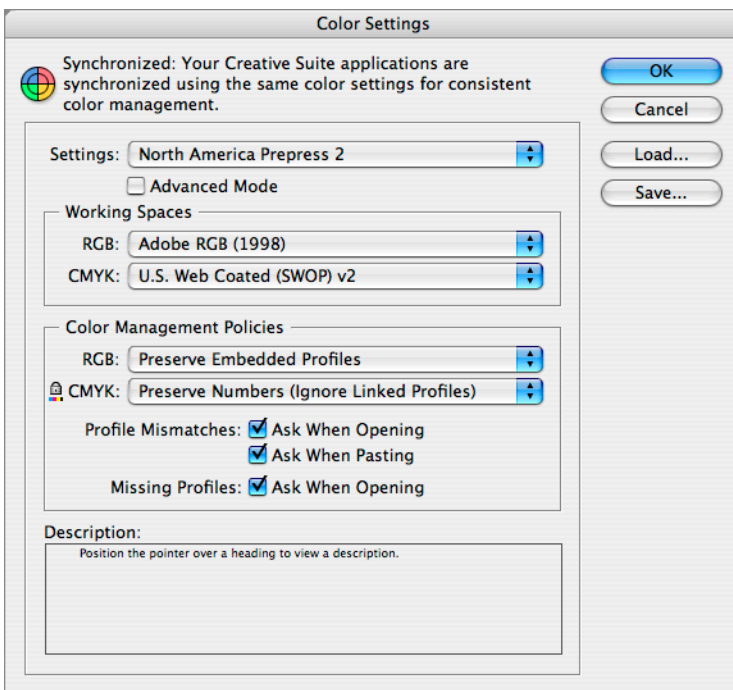 Color Settings
Synchronized: Your Creative Suite applications are
synchronized using the same color settings for consistent
color management.
OK
Cancel
Load...
Save...
Settings: North America Prepress 2
Advanced Mode
Working Spaces
RGB: Adobe RGB (1998)
CMYK: U.S. Web Coated (SWOP) v2
Color Management Policies
RGB: Preserve Embedded Profiles
CMYK: Preserve Numbers (Ignore Linked Profiles)
Profile Mismatches: Ask When Opening
Ask When Pasting
Missing Profiles: Ask When Opening
Description:
Position the pointer over a heading to view a description.